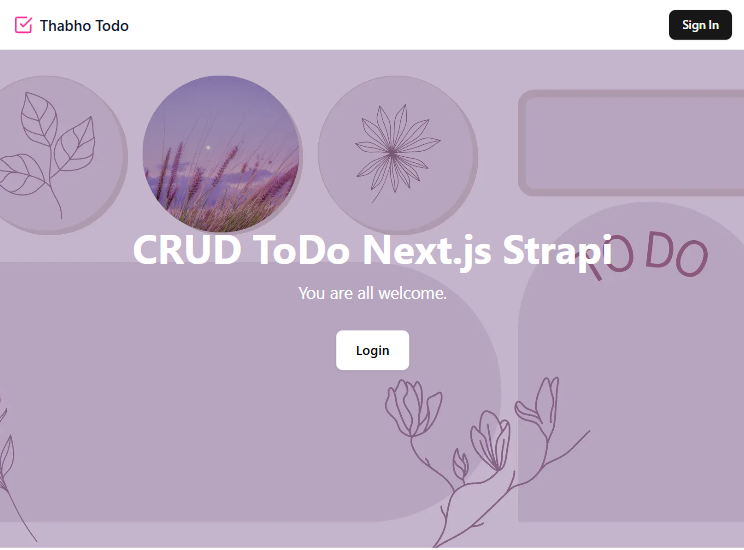 Thabho Todo
Sign In
CRUD ToDo Next.js Strapi
TO DO
You are all welcome.
Login